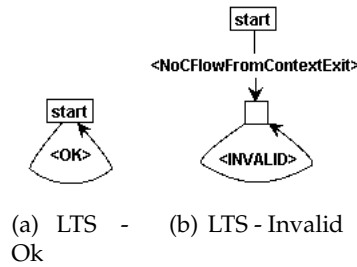 start
<NoCFlowFromContextExit>
start
<OK>
<INVALID>
(a) LTS - Ok
(b) LTS - Invalid